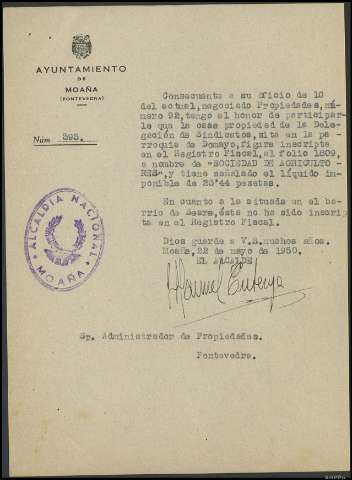 AYUNTAMIENTO
DE
MOAÑA
(PONTEVEDRA)
Núm. 393.
Consecuente a su oficio de 10
del actual, negociado Propiedades, nú-
mero 92, tengo el honor de participar-
le que la casa propiedad de la Dele-
gación de Sindicatos, sita en la pa-
rroquia de Domayo, figura inscripta
en el Registro Fiscal, al folio 1809,
a nombre de "SOCIEDAD DE AGRICULTO
RES", y tiene señalado el líquido im-
ponible de 23'44 pesetas.
En cuanto a la situada en el ba-
rrio de Seara, ésta no ha sido inscrip
ta en el Registro Fiscal.
Dios guarde a V.S. muchos años.
Moaña, 22 de mayo de 1950.
EL ALCALDE:
ALCALDIA NACIONAL
MOAÑA
Manuel
Sr. Administrador de Propiedades.
Pontevedra.